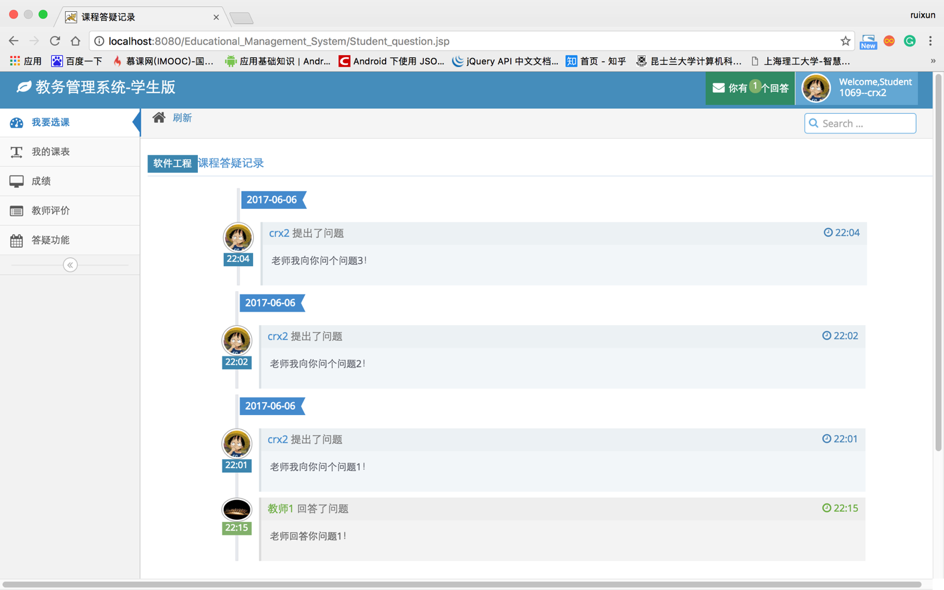 课程答疑记录
ruixun
localhost:8080/Educational_Management_System/Student_question.jsp
New
应用 百度一下 慕课网(IMOOC)-国... 应用基础知识 | Andr... Android 下使用 JSO... jQuery API 中文文档... 首页 - 知乎 昆士兰大学计算机科... 上海理工大学-智慧... »
教务管理系统-学生版
你有1个回答
Welcome,Student
1069--crx2
我要选课
我的课表
成绩
教师评价
答疑功能
刷新
Search ...
软件工程 课程答疑记录
2017-06-06
crx2 提出了问题 22:04
22:04
老师我向你问个问题3！
2017-06-06
crx2 提出了问题 22:02
22:02
老师我向你问个问题2！
2017-06-06
crx2 提出了问题 22:01
22:01
老师我向你问个问题1！
教师1 回答了问题 22:15
22:15
老师回答你问题1！